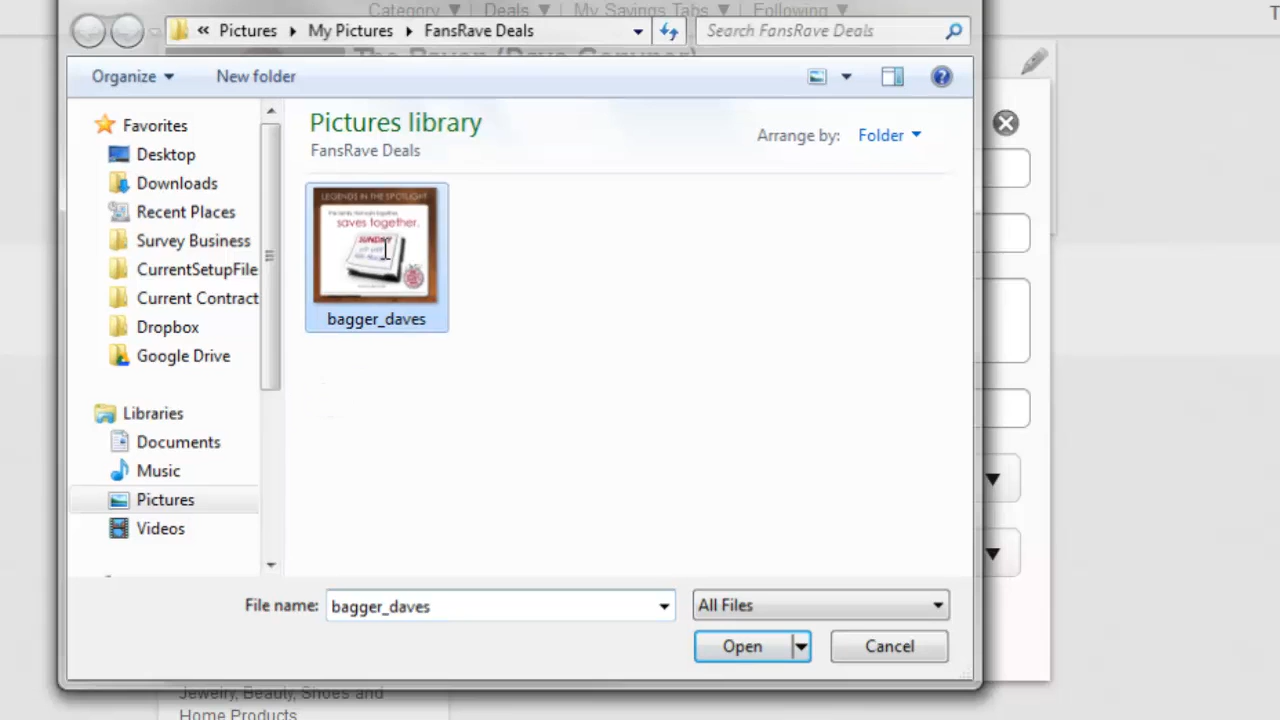 Category ▼ Deals ▼ My Savings Tabs ▼ Following ▼
T
« Pictures ▸ My Pictures ▸ FansRave Deals
Search FansRave Deals
Organize ▼ New folder
Pictures library
FansRave Deals
Arrange by: Folder ▼
Favorites
Desktop
Downloads
Recent Places
Survey Business
CurrentSetupFile
Current Contract
Dropbox
Google Drive
Libraries
Documents
Music
Pictures
Videos
LEGENDS IN THE SPOTLIGHT
saves together.
SUNDAY
bagger_daves
File name: bagger_daves
All Files
Open
Cancel
Jewelry, Beauty, Shoes and
Home Products